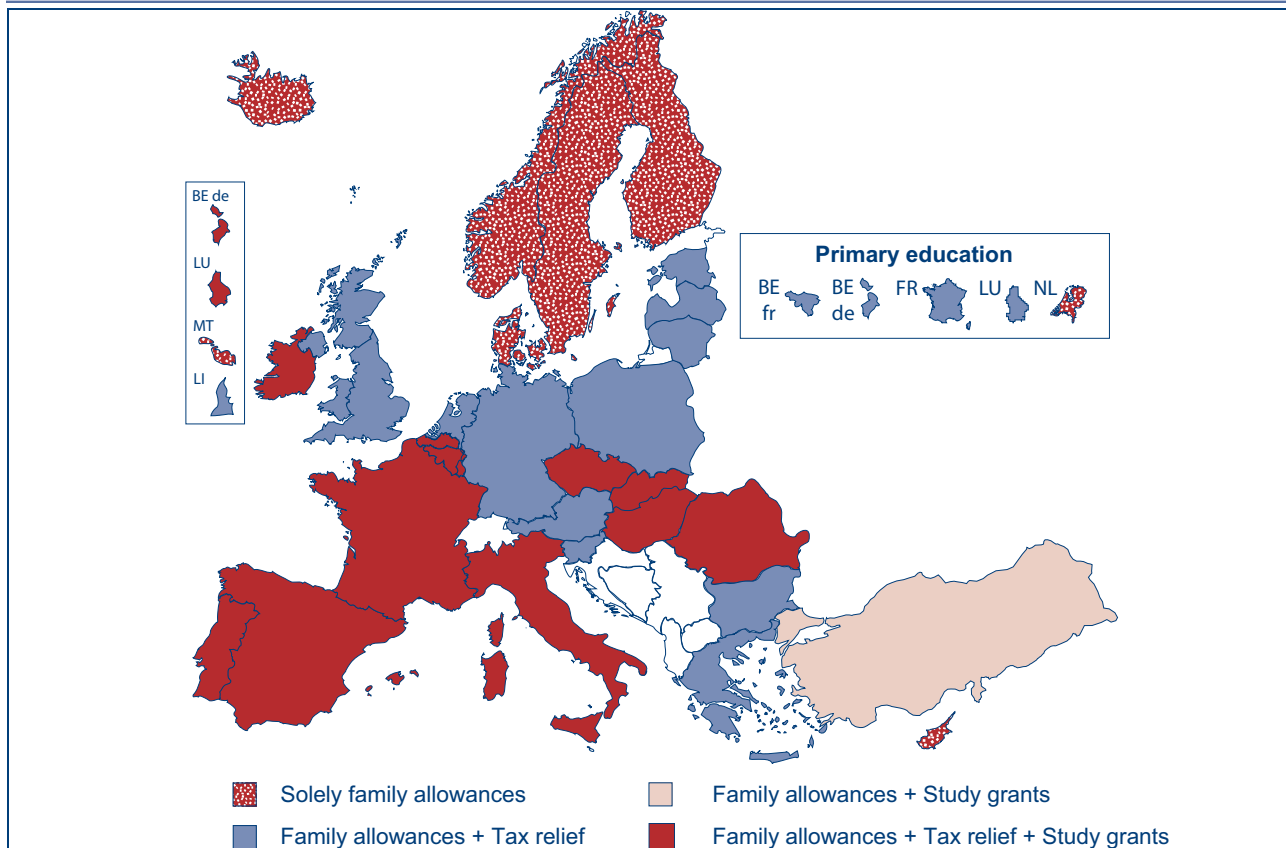 BE de
LU
MT
LI
Primary education
BE
fr
BE
de
FR
LU
NL
Solely family allowances
Family allowances + Study grants
Family allowances + Tax relief
Family allowances + Tax relief + Study grants